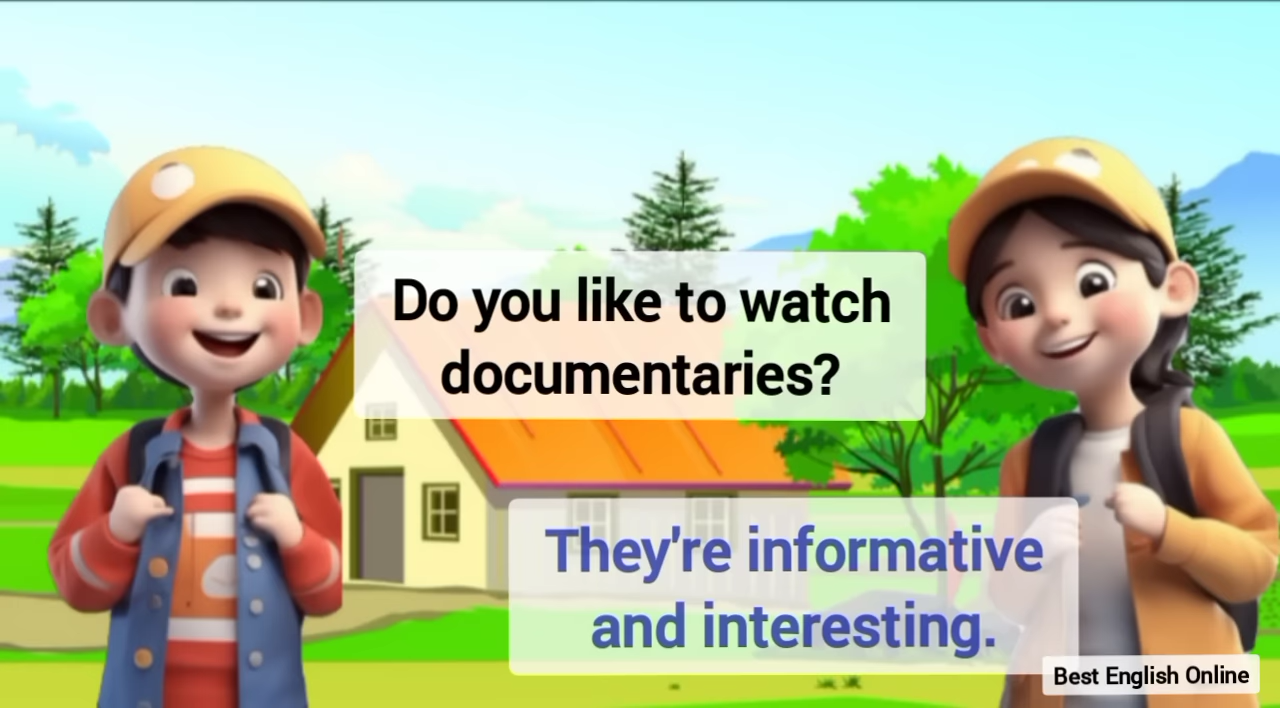 Do you like to watch
documentaries?
They're informative
and interesting.
Best English Online